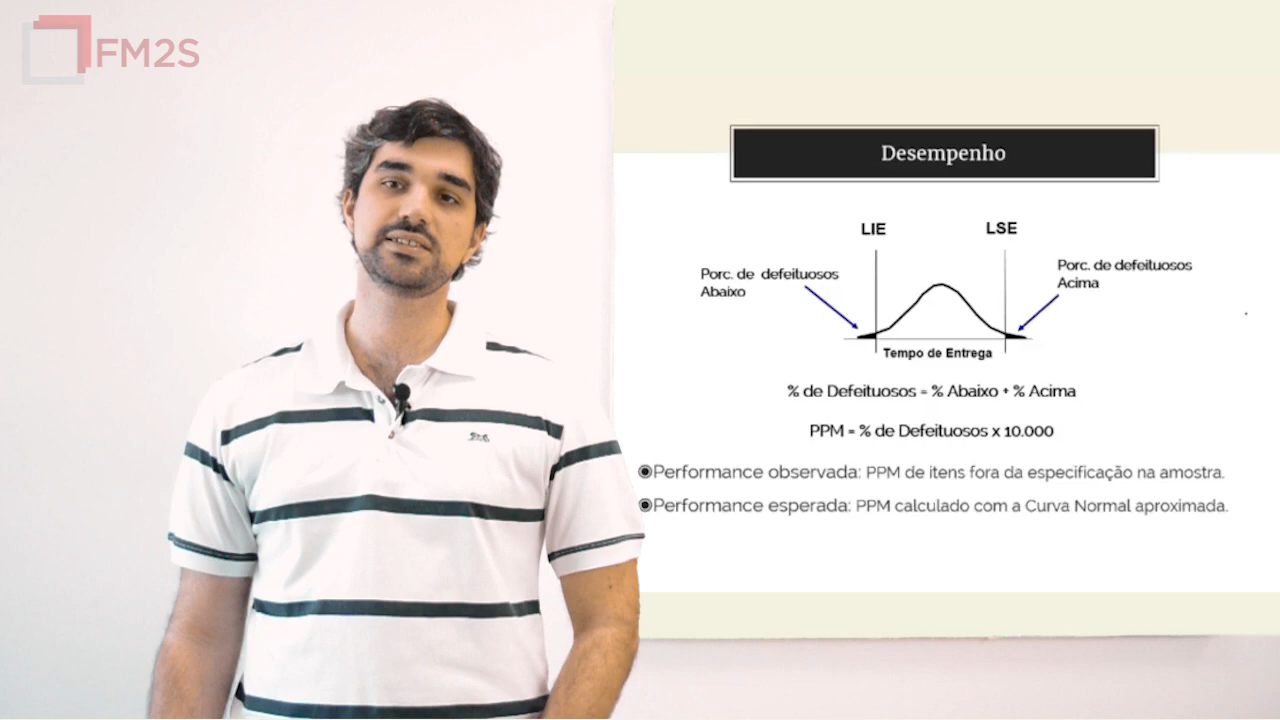 FM2S
Desempenho
LIE
LSE
Porc. de defeituosos
Abaixo
Porc. de defeituosos
Acima
Tempo de Entrega
% de Defeituosos = % Abaixo + % Acima
PPM = % de Defeituosos x 10.000
Performance observada: PPM de itens fora da especificação na amostra.
Performance esperada: PPM calculado com a Curva Normal aproximada.